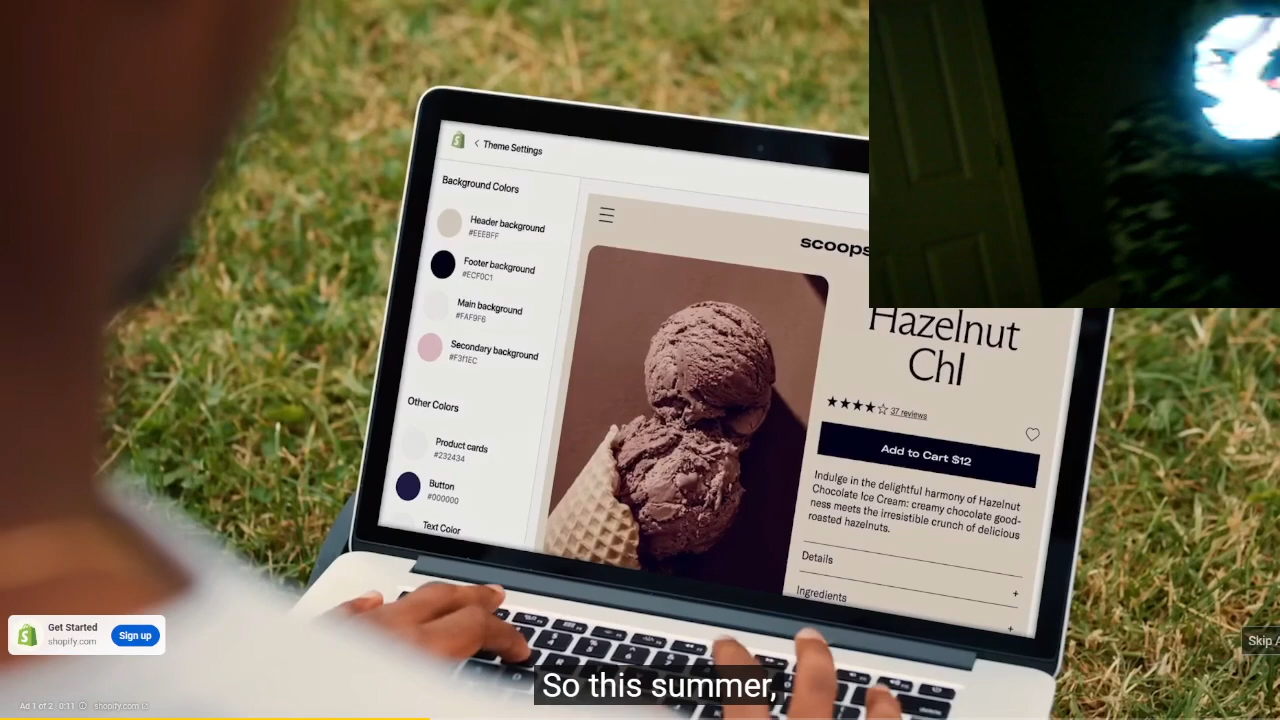 Theme Settings
Background Colors
Header background
#EEEBFF
Footer background
#ECF0C1
Main background
#FAF9F6
Secondary background
#F3f1EC
Other Colors
Product cards
#232434
Button
#000000
Text Color
scoops
Hazelnut
Chl
37 reviews
Add to Cart $12
Indulge in the delightful harmony of Hazelnut
Chocolate Ice Cream: creamy chocolate good-
ness meets the irresistible crunch of delicious
roasted hazelnuts.
Details
Ingredients
Get Started
shopify.com
Sign up
Skip A
So this summer,
Ad 1 of 2 · 0:11
shopify.com